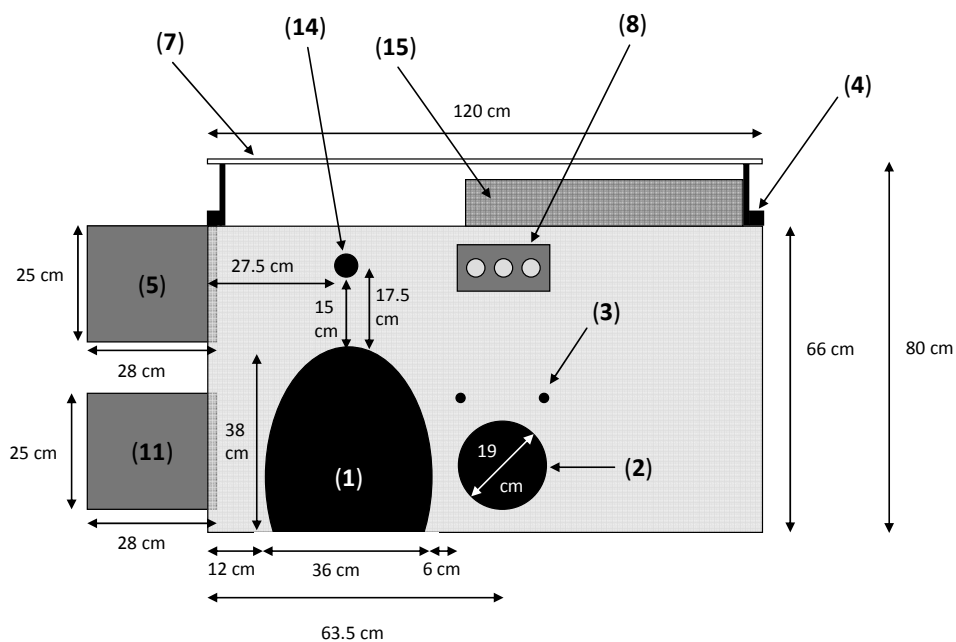 (14)
(8)
(7)
(15)
(4)
120 cm
25 cm
(5)
27.5 cm
15
cm
17.5
cm
(3)
66 cm
80 cm
28 cm
25 cm
(11)
38
cm
(1)
19
cm
(2)
28 cm
12 cm
36 cm
6 cm
63.5 cm